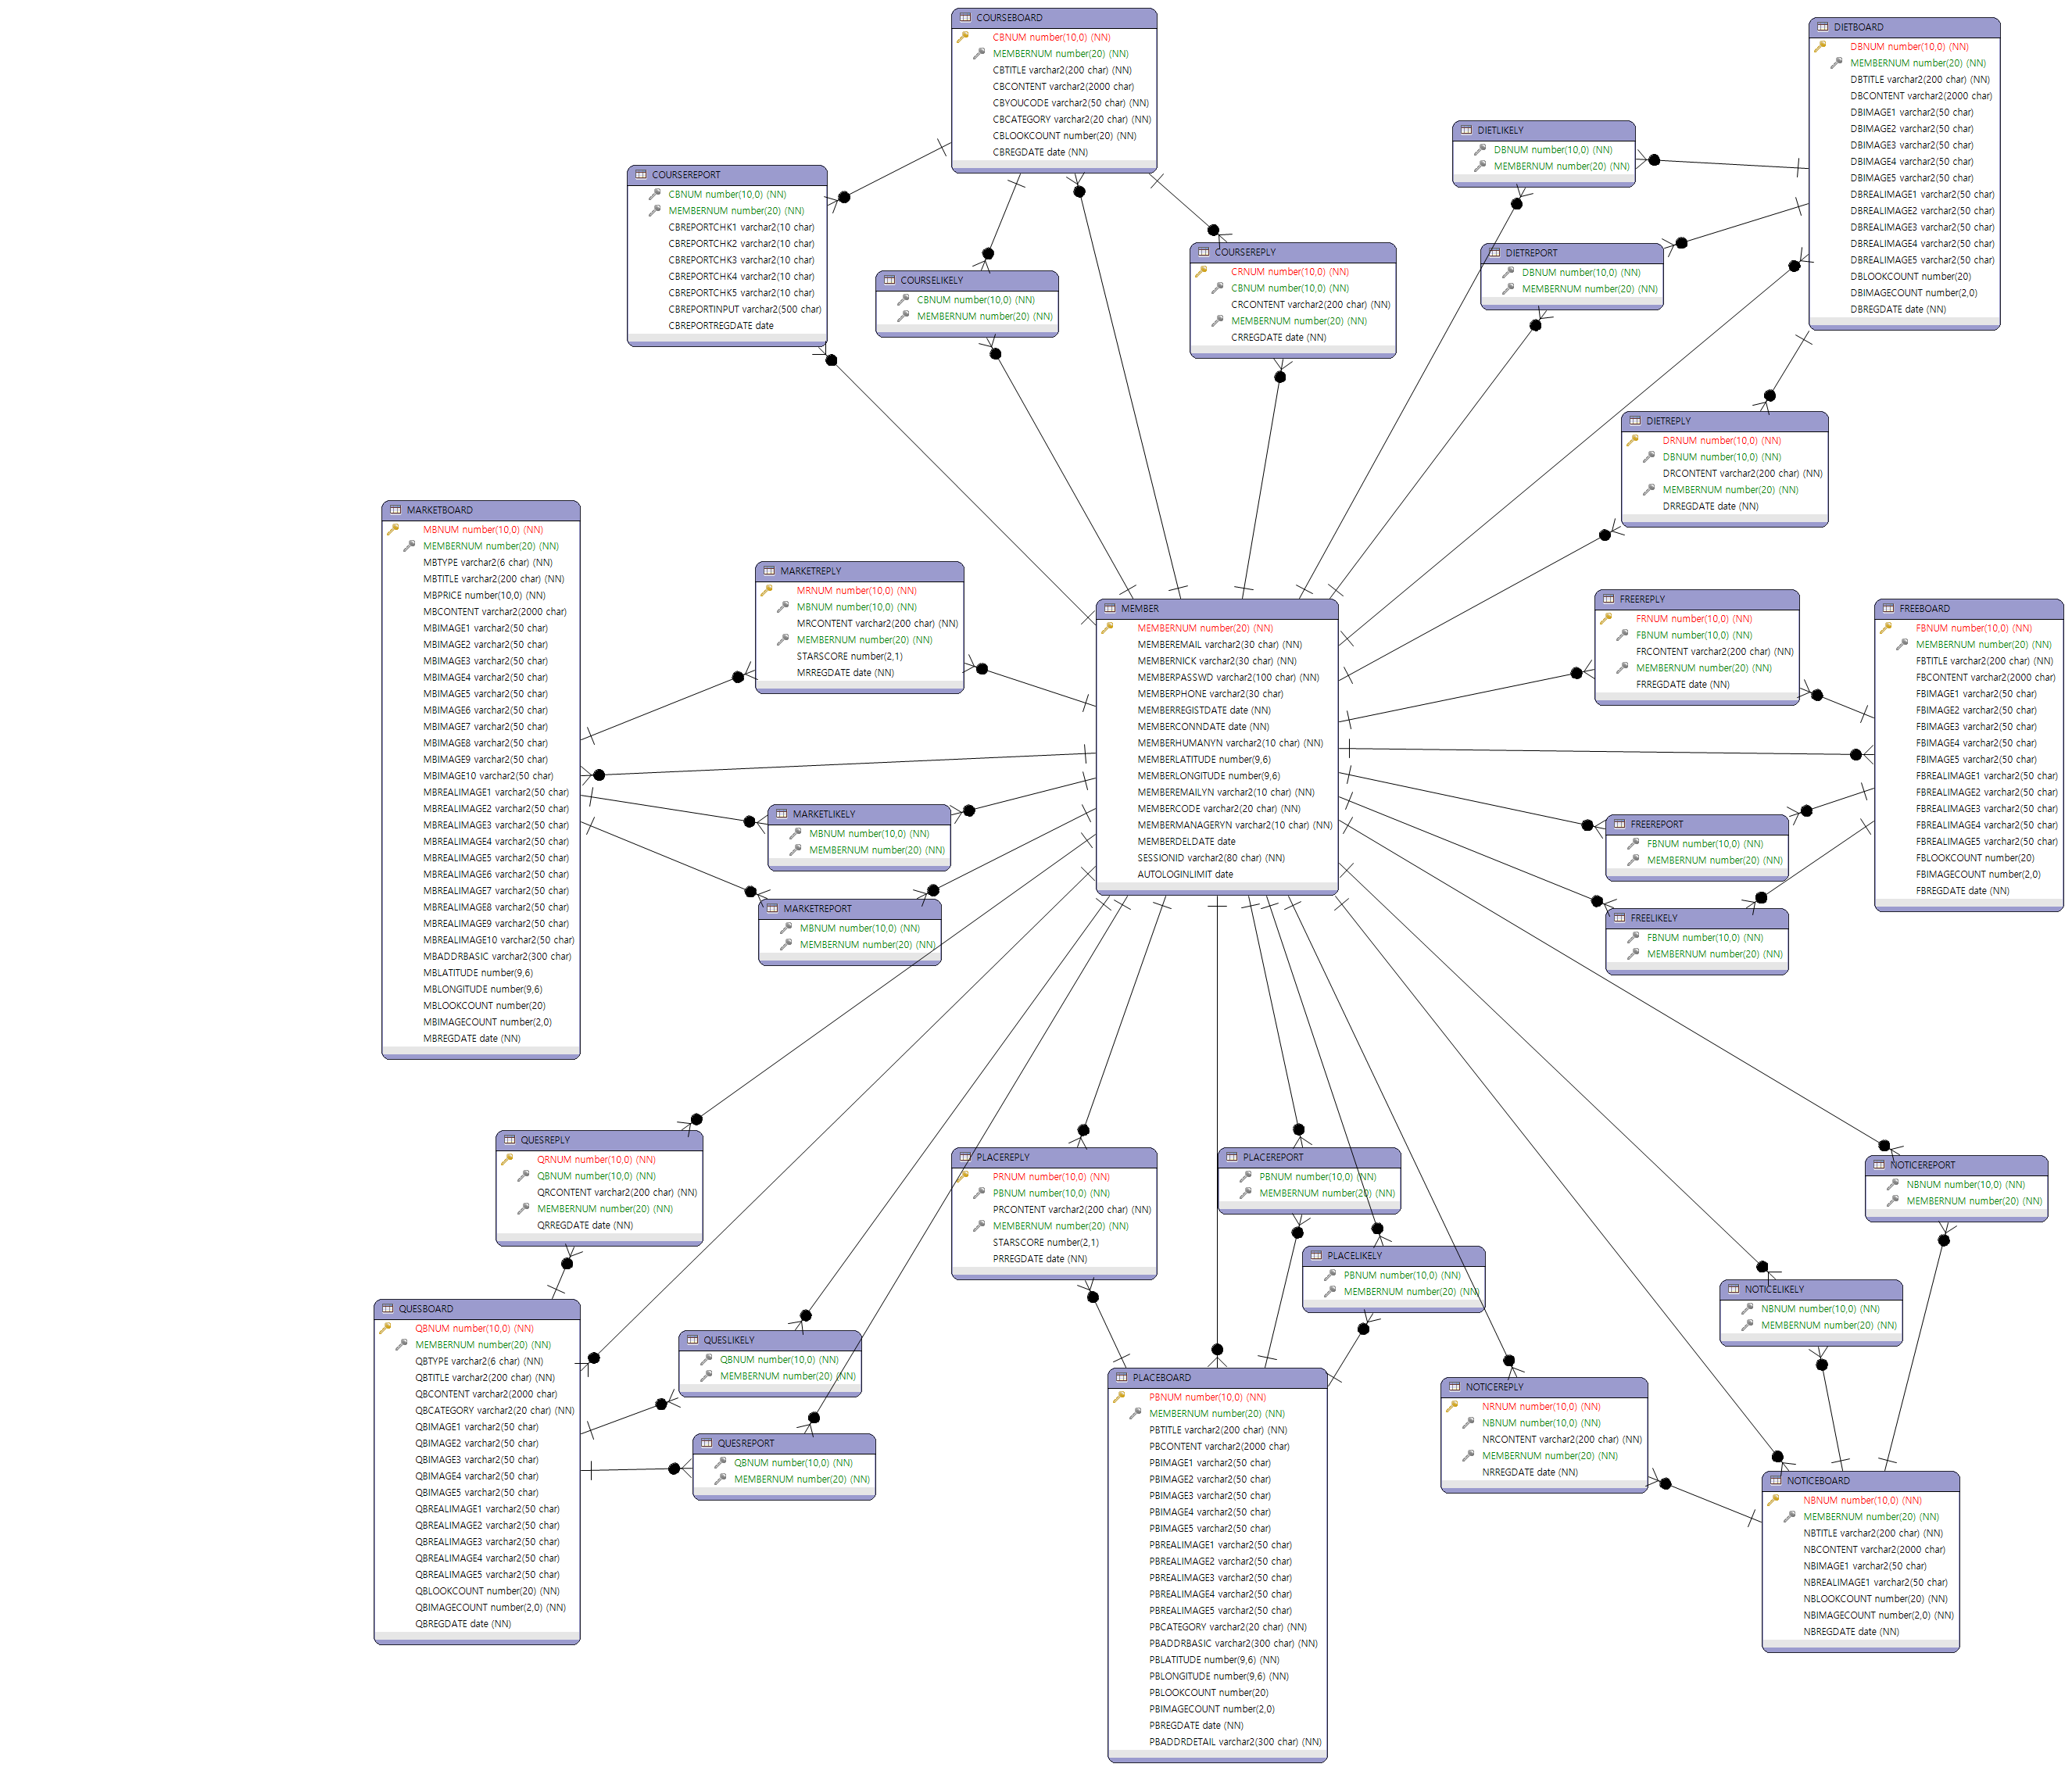 COURSEBOARD
CBNUM number(10,0) (NN)
MEMBERNUM number(20) (NN)
CBTITLE varchar2(200 char) (NN)
CBCONTENT varchar2(2000 char)
CBYOUCODE varchar2(50 char) (NN)
CBCATEGORY varchar2(20 char) (NN)
CBLOOKCOUNT number(20) (NN)
CBREGDATE date (NN)
DIETBOARD
DBNUM number(10,0) (NN)
MEMBERNUM number(20) (NN)
DBTITLE varchar2(200 char) (NN)
DBCONTENT varchar2(2000 char)
DBIMAGE1 varchar2(50 char)
DBIMAGE2 varchar2(50 char)
DBIMAGE3 varchar2(50 char)
DBIMAGE4 varchar2(50 char)
DBIMAGE5 varchar2(50 char)
DBREALIMAGE1 varchar2(50 char)
DBREALIMAGE2 varchar2(50 char)
DBREALIMAGE3 varchar2(50 char)
DBREALIMAGE4 varchar2(50 char)
DBREALIMAGE5 varchar2(50 char)
DBLOOKCOUNT number(20)
DBIMAGECOUNT number(2,0)
DBREGDATE date (NN)
DIETLIKELY
DBNUM number(10,0) (NN)
MEMBERNUM number(20) (NN)
COURSEREPORT
CBNUM number(10,0) (NN)
MEMBERNUM number(20) (NN)
CBREPORTCHK1 varchar2(10 char)
CBREPORTCHK2 varchar2(10 char)
CBREPORTCHK3 varchar2(10 char)
CBREPORTCHK4 varchar2(10 char)
CBREPORTCHK5 varchar2(10 char)
CBREPORTINPUT varchar2(500 char)
CBREPORTREGDATE date
COURSELIKELY
CBNUM number(10,0) (NN)
MEMBERNUM number(20) (NN)
COURSEREPLY
CRNUM number(10,0) (NN)
CBNUM number(10,0) (NN)
CRCONTENT varchar2(200 char) (NN)
MEMBERNUM number(20) (NN)
CRREGDATE date (NN)
DIETREPORT
DBNUM number(10,0) (NN)
MEMBERNUM number(20) (NN)
DIETREPLY
DRNUM number(10,0) (NN)
DBNUM number(10,0) (NN)
DRCONTENT varchar2(200 char) (NN)
MEMBERNUM number(20) (NN)
DRREGDATE date (NN)
MARKETBOARD
MBNUM number(10,0) (NN)
MEMBERNUM number(20) (NN)
MBTYPE varchar2(6 char) (NN)
MBTITLE varchar2(200 char) (NN)
MBPRICE number(10,0) (NN)
MBCONTENT varchar2(2000 char)
MBIMAGE1 varchar2(50 char)
MBIMAGE2 varchar2(50 char)
MBIMAGE3 varchar2(50 char)
MBIMAGE4 varchar2(50 char)
MBIMAGE5 varchar2(50 char)
MBIMAGE6 varchar2(50 char)
MBIMAGE7 varchar2(50 char)
MBIMAGE8 varchar2(50 char)
MBIMAGE9 varchar2(50 char)
MBIMAGE10 varchar2(50 char)
MBREALIMAGE1 varchar2(50 char)
MBREALIMAGE2 varchar2(50 char)
MBREALIMAGE3 varchar2(50 char)
MBREALIMAGE4 varchar2(50 char)
MBREALIMAGE5 varchar2(50 char)
MBREALIMAGE6 varchar2(50 char)
MBREALIMAGE7 varchar2(50 char)
MBREALIMAGE8 varchar2(50 char)
MBREALIMAGE9 varchar2(50 char)
MBREALIMAGE10 varchar2(50 char)
MBADDRBASIC varchar2(300 char)
MBLATITUDE number(9,6)
MBLONGITUDE number(9,6)
MBLOOKCOUNT number(20)
MBIMAGECOUNT number(2,0)
MBREGDATE date (NN)
MARKETREPLY
MRNUM number(10,0) (NN)
MBNUM number(10,0) (NN)
MRCONTENT varchar2(200 char) (NN)
MEMBERNUM number(20) (NN)
STARSCORE number(2,1)
MRREGDATE date (NN)
MEMBER
MEMBERNUM number(20) (NN)
MEMBEREMAIL varchar2(30 char) (NN)
MEMBERNICK varchar2(30 char) (NN)
MEMBERPASSWD varchar2(100 char) (NN)
MEMBERPHONE varchar2(30 char)
MEMBERREGISTDATE date (NN)
MEMBERCONNDATE date (NN)
MEMBERHUMANYN varchar2(10 char) (NN)
MEMBERLATITUDE number(9,6)
MEMBERLONGITUDE number(9,6)
MEMBEREMAILYN varchar2(10 char) (NN)
MEMBERCODE varchar2(20 char) (NN)
MEMBERMANAGERYN varchar2(10 char) (NN)
MEMBERDELDATE date
SESSIONID varchar2(80 char) (NN)
AUTOLOGINLIMIT date
FREEREPLY
FRNUM number(10,0) (NN)
FBNUM number(10,0) (NN)
FRCONTENT varchar2(200 char) (NN)
MEMBERNUM number(20) (NN)
FRREGDATE date (NN)
FREEBOARD
FBNUM number(10,0) (NN)
MEMBERNUM number(20) (NN)
FBTITLE varchar2(200 char) (NN)
FBCONTENT varchar2(2000 char)
FBIMAGE1 varchar2(50 char)
FBIMAGE2 varchar2(50 char)
FBIMAGE3 varchar2(50 char)
FBIMAGE4 varchar2(50 char)
FBIMAGE5 varchar2(50 char)
FBREALIMAGE1 varchar2(50 char)
FBREALIMAGE2 varchar2(50 char)
FBREALIMAGE3 varchar2(50 char)
FBREALIMAGE4 varchar2(50 char)
FBREALIMAGE5 varchar2(50 char)
FBLOOKCOUNT number(20)
FBIMAGECOUNT number(2,0)
FBREGDATE date (NN)
MARKETLIKELY
MBNUM number(10,0) (NN)
MEMBERNUM number(20) (NN)
FREEREPORT
FBNUM number(10,0) (NN)
MEMBERNUM number(20) (NN)
MARKETREPORT
MBNUM number(10,0) (NN)
MEMBERNUM number(20) (NN)
FREELIKELY
FBNUM number(10,0) (NN)
MEMBERNUM number(20) (NN)
QUESREPLY
QRNUM number(10,0) (NN)
QBNUM number(10,0) (NN)
QRCONTENT varchar2(200 char) (NN)
MEMBERNUM number(20) (NN)
QRREGDATE date (NN)
PLACEREPLY
PRNUM number(10,0) (NN)
PBNUM number(10,0) (NN)
PRCONTENT varchar2(200 char) (NN)
MEMBERNUM number(20) (NN)
STARSCORE number(2,1)
PRREGDATE date (NN)
PLACEREPORT
PBNUM number(10,0) (NN)
MEMBERNUM number(20) (NN)
NOTICEREPORT
NBNUM number(10,0) (NN)
MEMBERNUM number(20) (NN)
PLACELIKELY
PBNUM number(10,0) (NN)
MEMBERNUM number(20) (NN)
NOTICELIKELY
NBNUM number(10,0) (NN)
MEMBERNUM number(20) (NN)
QUESBOARD
QBNUM number(10,0) (NN)
MEMBERNUM number(20) (NN)
QBTYPE varchar2(6 char) (NN)
QBTITLE varchar2(200 char) (NN)
QBCONTENT varchar2(2000 char)
QBCATEGORY varchar2(20 char) (NN)
QBIMAGE1 varchar2(50 char)
QBIMAGE2 varchar2(50 char)
QBIMAGE3 varchar2(50 char)
QBIMAGE4 varchar2(50 char)
QBIMAGE5 varchar2(50 char)
QBREALIMAGE1 varchar2(50 char)
QBREALIMAGE2 varchar2(50 char)
QBREALIMAGE3 varchar2(50 char)
QBREALIMAGE4 varchar2(50 char)
QBREALIMAGE5 varchar2(50 char)
QBLOOKCOUNT number(20) (NN)
QBIMAGECOUNT number(2,0) (NN)
QBREGDATE date (NN)
QUESLIKELY
QBNUM number(10,0) (NN)
MEMBERNUM number(20) (NN)
QUESREPORT
QBNUM number(10,0) (NN)
MEMBERNUM number(20) (NN)
PLACEBOARD
PBNUM number(10,0) (NN)
MEMBERNUM number(20) (NN)
PBTITLE varchar2(200 char) (NN)
PBCONTENT varchar2(2000 char)
PBIMAGE1 varchar2(50 char)
PBIMAGE2 varchar2(50 char)
PBIMAGE3 varchar2(50 char)
PBIMAGE4 varchar2(50 char)
PBIMAGE5 varchar2(50 char)
PBREALIMAGE1 varchar2(50 char)
PBREALIMAGE2 varchar2(50 char)
PBREALIMAGE3 varchar2(50 char)
PBREALIMAGE4 varchar2(50 char)
PBREALIMAGE5 varchar2(50 char)
PBCATEGORY varchar2(20 char) (NN)
PBADDRBASIC varchar2(300 char) (NN)
PBLATITUDE number(9,6) (NN)
PBLONGITUDE number(9,6) (NN)
PBLOOKCOUNT number(20)
PBIMAGECOUNT number(2,0)
PBREGDATE date (NN)
PBADDRDETAIL varchar2(300 char) (NN)
NOTICEREPLY
NRNUM number(10,0) (NN)
NBNUM number(10,0) (NN)
NRCONTENT varchar2(200 char) (NN)
MEMBERNUM number(20) (NN)
NRREGDATE date (NN)
NOTICEBOARD
NBNUM number(10,0) (NN)
MEMBERNUM number(20) (NN)
NBTITLE varchar2(200 char) (NN)
NBCONTENT varchar2(2000 char)
NBIMAGE1 varchar2(50 char)
NBREALIMAGE1 varchar2(50 char)
NBLOOKCOUNT number(20) (NN)
NBIMAGECOUNT number(2,0) (NN)
NBREGDATE date (NN)